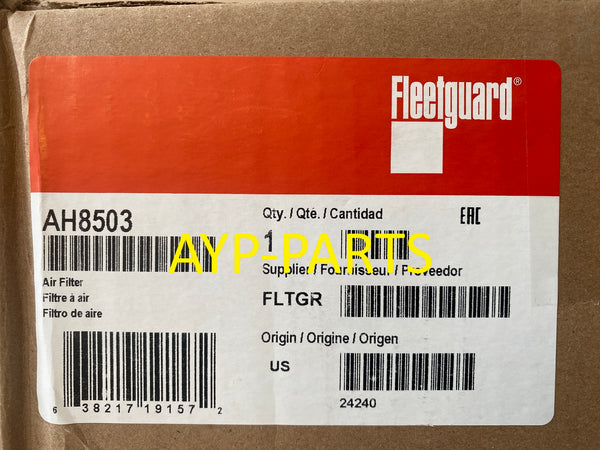 Fleetguard®
AH8503
Qty. / Qté. / Cantidad
EAC
1
AYP-PARTS
Supplier / Fournisseur / Proveedor
Air Filter
Filtre à air
Filtro de aire
FLTGR
Origin / Origine / Origen
US
6 38217 19157 2
24240